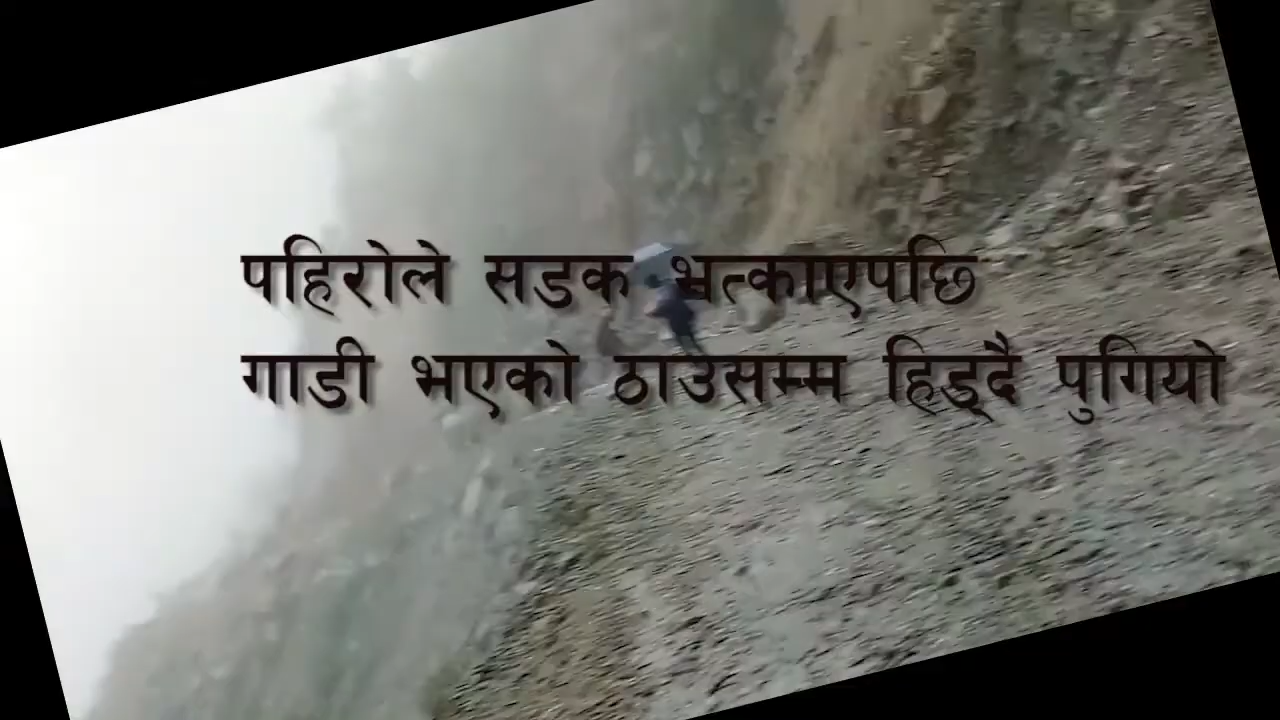 पहिरोले सडक भत्काएपछि
गाडी भएको ठाउसम्म हिड्दै पुगियो